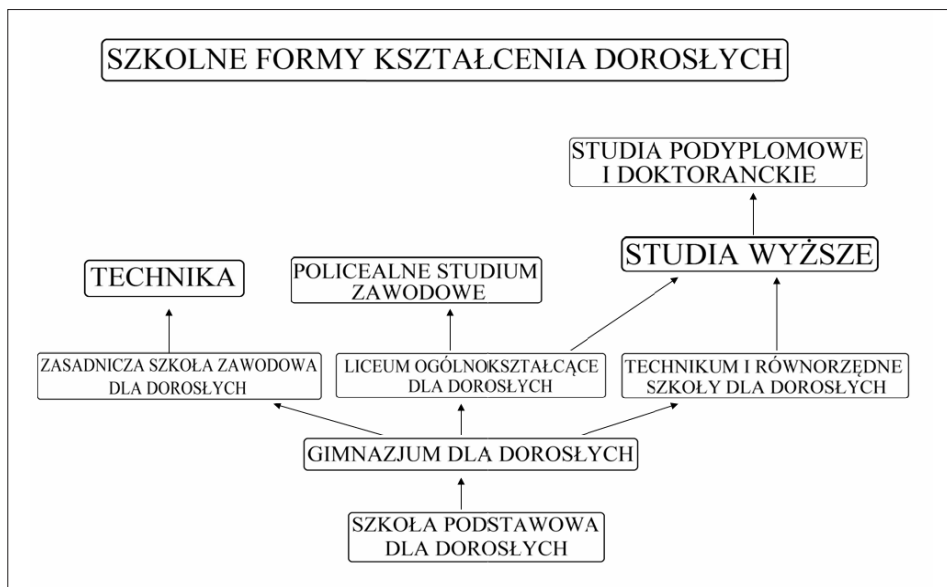 SZKOLNE FORMY KSZTAŁCENIA DOROSŁYCH
STUDIA PODYPLOMOWE
I DOKTORANCKIE
STUDIA WYŻSZE
TECHNIKA
POLICEALNE STUDIUM
ZAWODOWE
ZASADNICZA SZKOŁA ZAWODOWA
DLA DOROSŁYCH
LICEUM OGÓLNOKSZTAŁCĄCE
DLA DOROSŁYCH
TECHNIKUM I RÓWNORZĘDNE
SZKOŁY DLA DOROSŁYCH
GIMNAZJUM DLA DOROSŁYCH
SZKOŁA PODSTAWOWA
DLA DOROSŁYCH